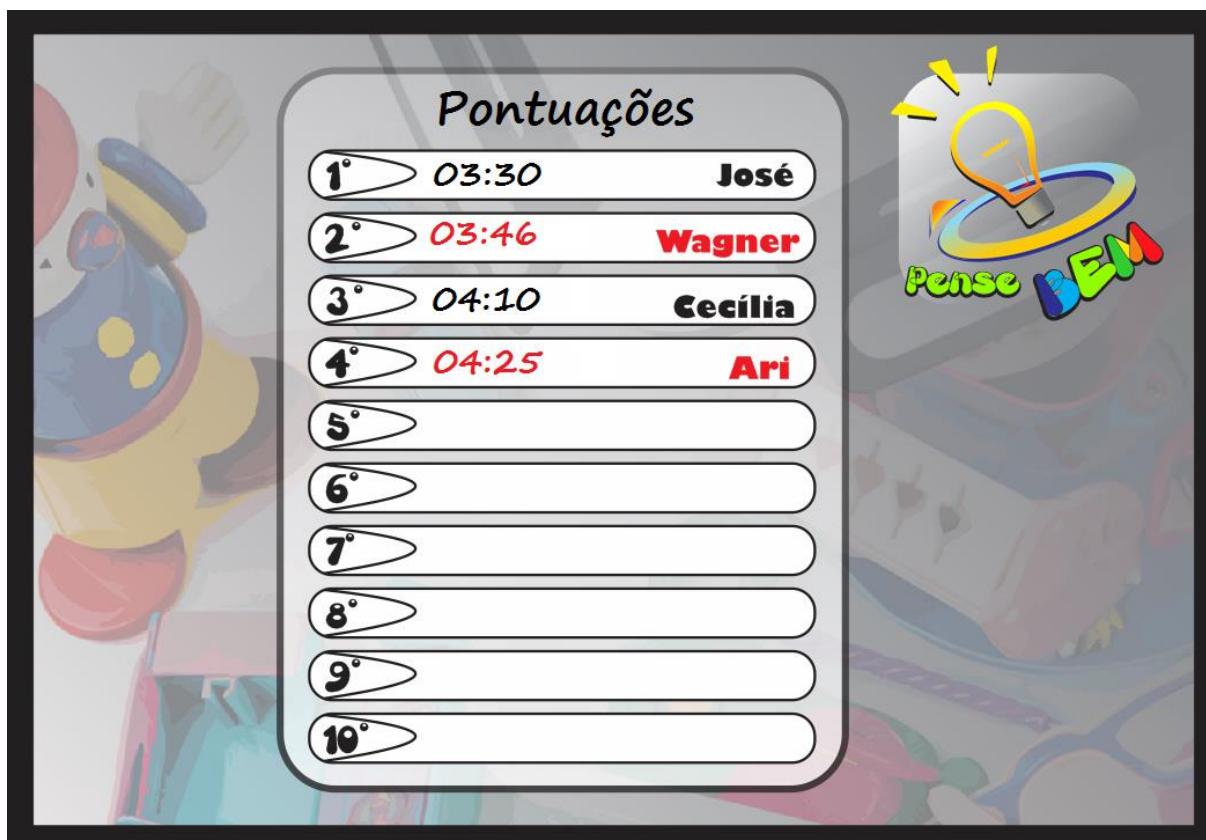 Pontuações
1° 03:30 José
2° 03:46 Wagner
3° 04:10 Cecília
4° 04:25 Ari
5°
6°
7°
8°
9°
10°
Pense BEM